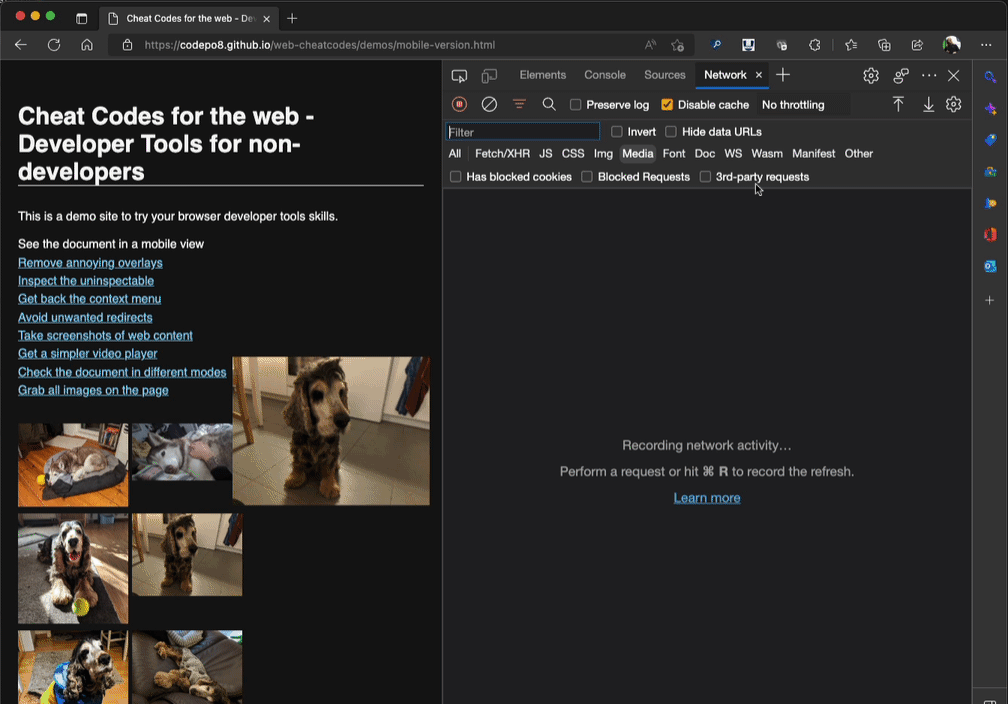 Cheat Codes for the web - De
https://codepo8.github.io/web-cheatcodes/demos/mobile-version.html
Elements Console Sources Network
Preserve log Disable cache No throttling
Filter Invert Hide data URLs
All Fetch/XHR JS CSS Img Media Font Doc WS Wasm Manifest Other
Has blocked cookies Blocked Requests 3rd-party requests
Cheat Codes for the web -
Developer Tools for non-
developers
This is a demo site to try your browser developer tools skills.
See the document in a mobile view
Remove annoying overlays
Inspect the uninspectable
Get back the context menu
Avoid unwanted redirects
Take screenshots of web content
Get a simpler video player
Check the document in different modes
Grab all images on the page
Recording network activity…
Perform a request or hit ⌘ R to record the refresh.
Learn more